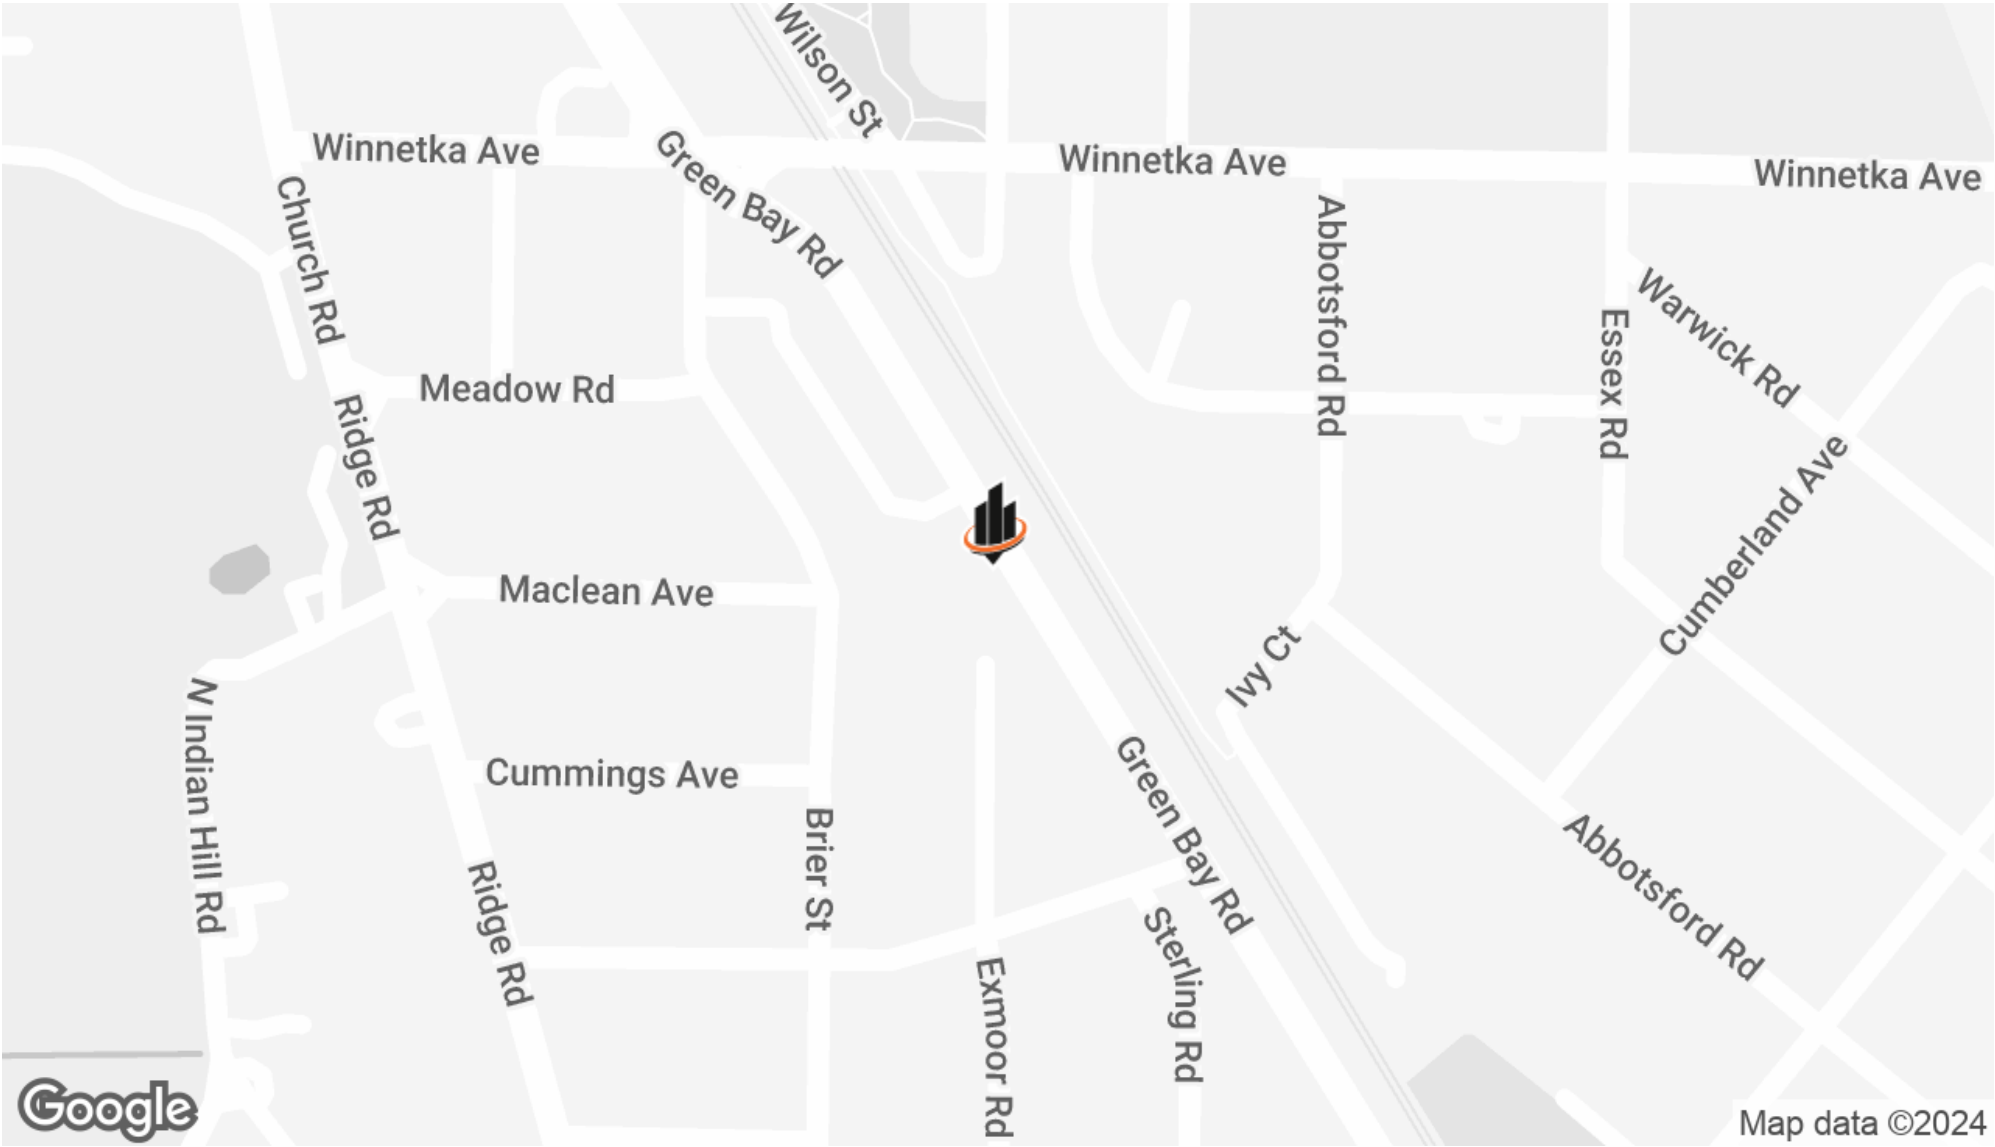 Wilson St
Winnetka Ave
Green Bay Rd
Winnetka Ave
Winnetka Ave
Church Rd
Abbotsford Rd
Warwick Rd
Essex Rd
Meadow Rd
Ridge Rd
Cumberland Ave
Maclean Ave
Ivy Ct
N Indian Hill Rd
Cummings Ave
Green Bay Rd
Brier St
Abbotsford Rd
Ridge Rd
Sterling Rd
Exmoor Rd
Google
Map data ©2024